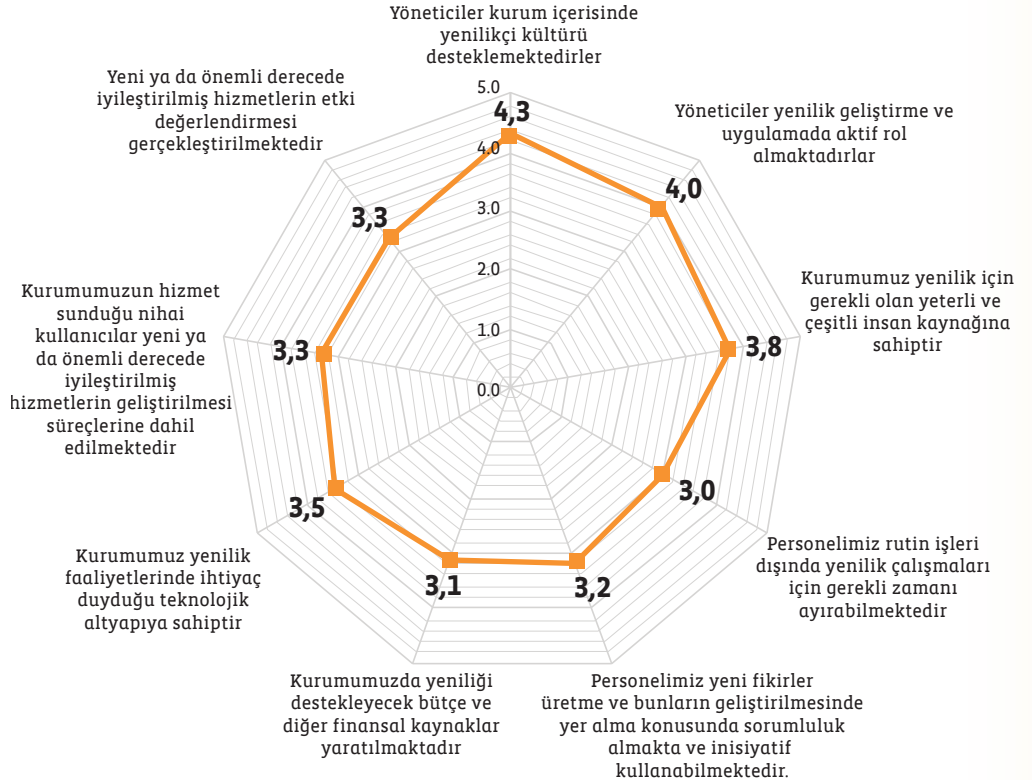 Yöneticiler kurum içerisinde
yenilikçi kültürü
desteklemektedirler
Yöneticiler yenilik geliştirme ve
uygulamada aktif rol
almaktadırlar
Kurumumuz yenilik için
gerekli olan yeterli ve
çeşitli insan kaynağına
sahiptir
Personelimiz rutin işleri
dışında yenilik çalışmaları
için gerekli zamanı
ayırabilmektedir
Personelimiz yeni fikirler
üretme ve bunların geliştirilmesinde
yer alma konusunda sorumluluk
almakta ve inisiyatif
kullanabilmektedir.
Kurumumuzda yeniliği
destekleyecek bütçe ve
diğer finansal kaynaklar
yaratılmaktadır
Kurumumuz yenilik
faaliyetlerinde ihtiyaç
duyduğu teknolojik
altyapıya sahiptir
Kurumumuzun hizmet
sunduğu nihai
kullanıcılar yeni ya
da önemli derecede
iyileştirilmiş
hizmetlerin geliştirilmesi
süreçlerine dahil
edilmektedir
Yeni ya da önemli derecede
iyileştirilmiş hizmetlerin etki
değerlendirmesi
gerçekleştirilmektedir
5.0
4.0
3.0
2.0
1.0
0.0
4,3
4,0
3,8
3,0
3,2
3,1
3,5
3,3
3,3